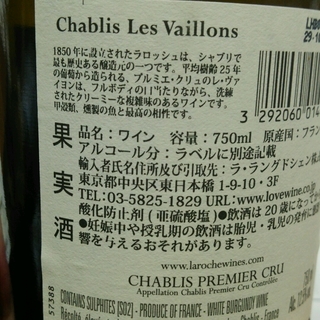 Chablis Les Vaillons
1850年に設立されたラロッシュは、シャブリで
最も歴史ある醸造元の一つです。平均樹齢25年
の葡萄から造られる、プルミエ・クリュのレ・ヴァ
イヨンは、フルボディの口当たりながら、洗練
されたクリーミーな複雑味のあるワインです。
甲殻類、燻製の魚と最高の相性です。
3 292060 01
果実酒
品名:ワイン 容量:750ml 原産国:フラン
アルコール分:ラベルに別途記載
輸入者氏名住所及び引取先:ラ・ラングドシェン株
東京都中央区東日本橋1-9-10・3F
TEL:03-5825-1829 URL:www.lovewine.co.jp
酸化防止剤(亜硫酸塩)●飲酒は20歳になってか
●妊娠中や授乳期の飲酒は胎児・乳児の発育に
響を与えるおそれがあります。
www.larochewines.com
CHABLIS PREMIER CRU
Appellation Chablis Premier Cru Contrôlée
CONTAINS SULPHITES [SO2] - PRODUCE OF FRANCE - WHITE BURGUNDY WINE
57388